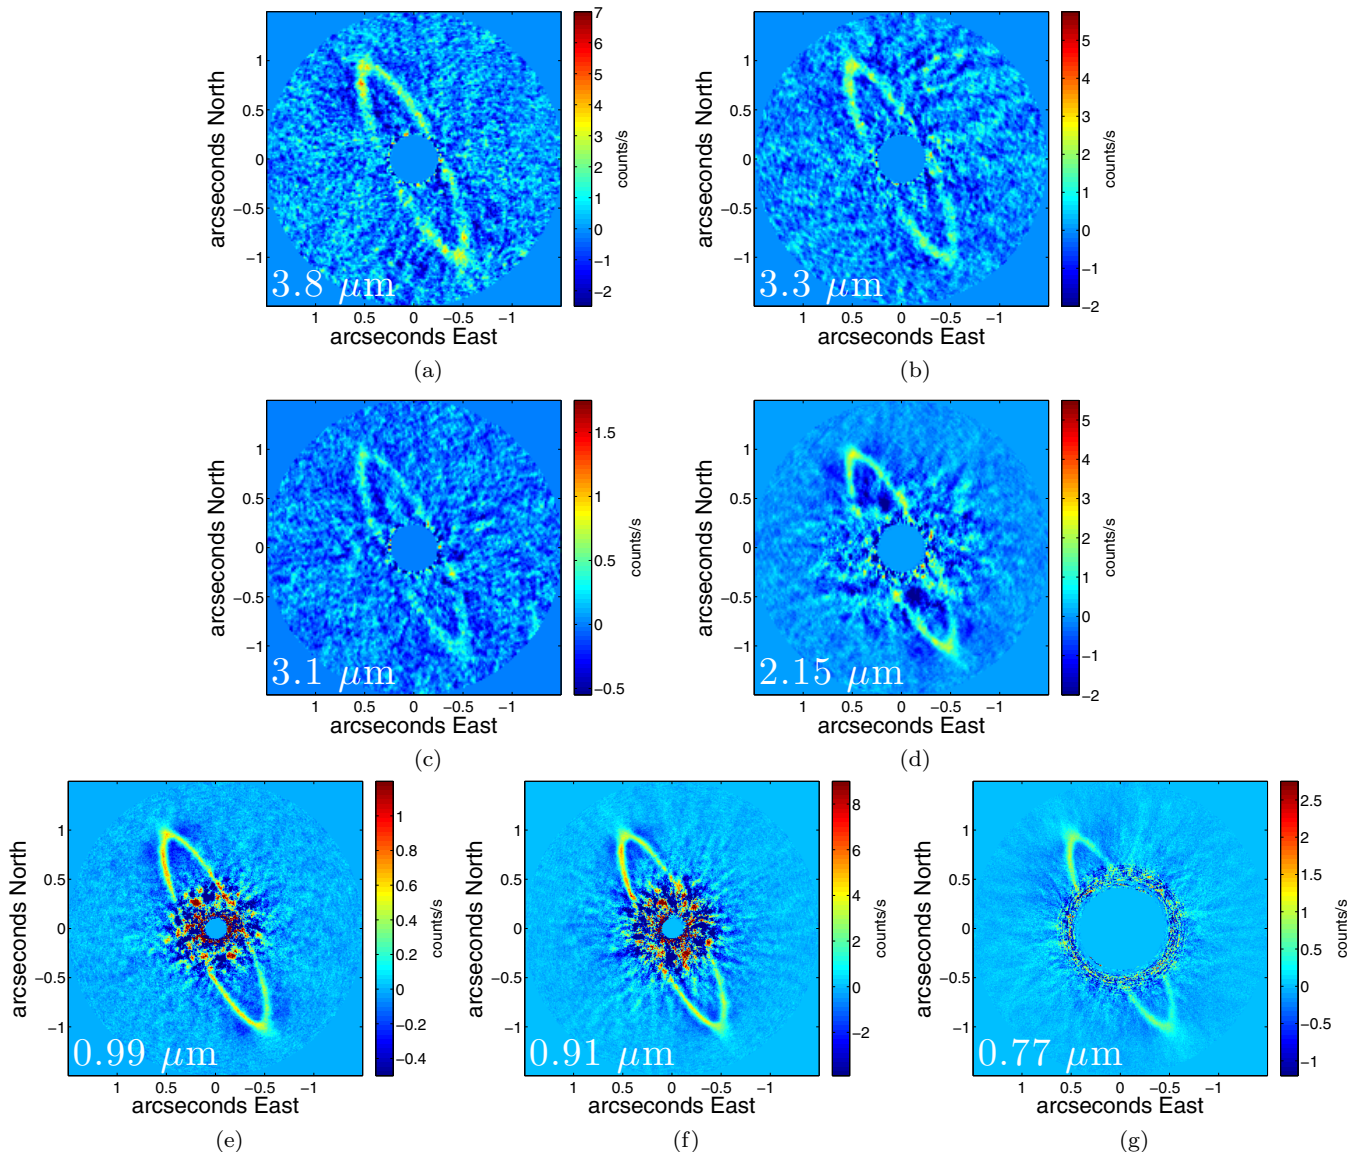 7
6
5
4
3
2
1
0
−1
−2
counts/s
1
0.5
0
−0.5
−1
arcseconds North
3.8 μm
1 0.5 0 −0.5 −1
arcseconds East
(a)
5
4
3
2
1
0
−1
−2
counts/s
1
0.5
0
−0.5
−1
arcseconds North
3.3 μm
1 0.5 0 −0.5 −1
arcseconds East
(b)
1.5
1
0.5
0
−0.5
counts/s
1
0.5
0
−0.5
−1
arcseconds North
3.1 μm
1 0.5 0 −0.5 −1
arcseconds East
(c)
5
4
3
2
1
0
−1
−2
counts/s
1
0.5
0
−0.5
−1
arcseconds North
2.15 μm
1 0.5 0 −0.5 −1
arcseconds East
(d)
1
0.8
0.6
0.4
0.2
0
−0.2
−0.4
counts/s
1
0.5
0
−0.5
−1
arcseconds North
0.99 μm
1 0.5 0 −0.5 −1
arcseconds East
(e)
8
6
4
2
0
−2
counts/s
1
0.5
0
−0.5
−1
arcseconds North
0.91 μm
1 0.5 0 −0.5 −1
arcseconds East
(f)
2.5
2
1.5
1
0.5
0
−0.5
−1
counts/s
1
0.5
0
−0.5
−1
arcseconds North
0.77 μm
1 0.5 0 −0.5 −1
arcseconds East
(g)